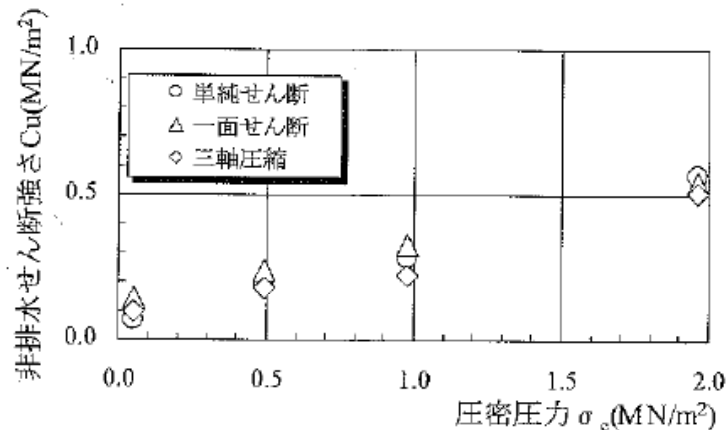 非排水せん断強さCu(MN/m²)
1.0
0.5
0.0
○ 単純せん断
△ 一面せん断
◇ 三軸圧縮
0.0 0.5 1.0 1.5 2.0
圧密圧力 σc(MN/m²)